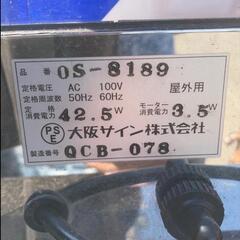 品番 OS-8189
定格電圧 AC 100V 屋外用
定格周波数 50Hz 60Hz
定格消費電力 42.5W モーター消費電力 3.5W
PSE 大阪サイン株式会社
製造番号 QCB-078